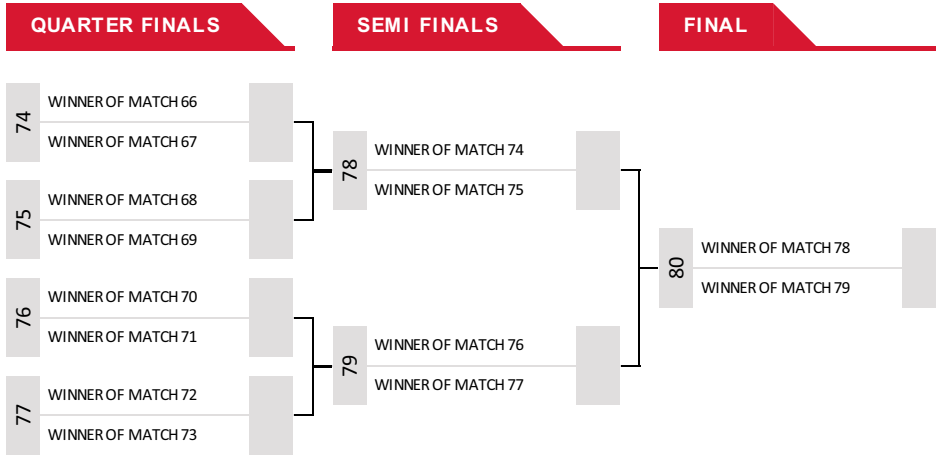 QUARTER FINALS
SEMI FINALS
FINAL
74
WINNER OF MATCH 66
WINNER OF MATCH 67
75
WINNER OF MATCH 68
WINNER OF MATCH 69
76
WINNER OF MATCH 70
WINNER OF MATCH 71
77
WINNER OF MATCH 72
WINNER OF MATCH 73
78
WINNER OF MATCH 74
WINNER OF MATCH 75
79
WINNER OF MATCH 76
WINNER OF MATCH 77
80
WINNER OF MATCH 78
WINNER OF MATCH 79